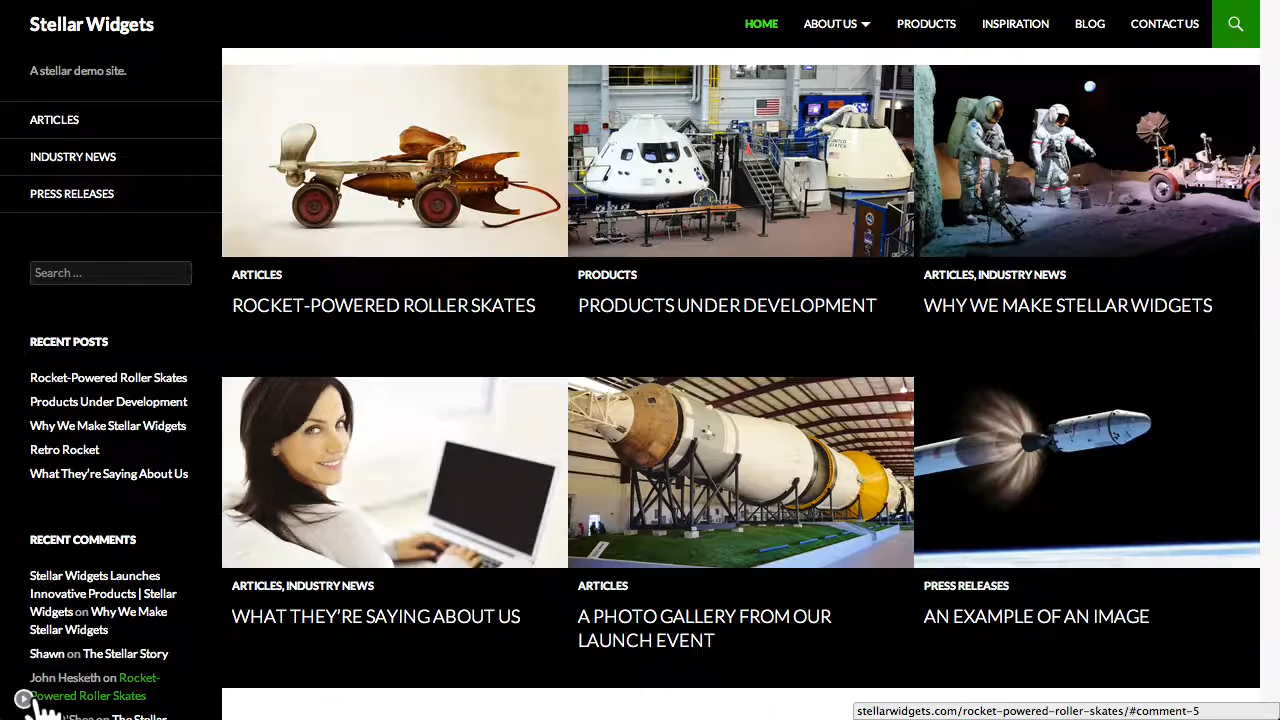 Stellar Widgets
HOME ABOUT US PRODUCTS INSPIRATION BLOG CONTACT US
A stellar demo site.
ARTICLES
INDUSTRY NEWS
PRESS RELEASES
Search ...
RECENT POSTS
Rocket-Powered Roller Skates
Products Under Development
Why We Make Stellar Widgets
Retro Rocket
What They're Saying About Us
RECENT COMMENTS
Stellar Widgets Launches
Innovative Products | Stellar
Widgets on Why We Make
Stellar Widgets
Shawn on The Stellar Story
John Hesketh on Rocket-
Powered Roller Skates
on The Stellar
ARTICLES
ROCKET-POWERED ROLLER SKATES
UNITED
STATES
PRODUCTS
PRODUCTS UNDER DEVELOPMENT
ARTICLES, INDUSTRY NEWS
WHY WE MAKE STELLAR WIDGETS
ARTICLES, INDUSTRY NEWS
WHAT THEY'RE SAYING ABOUT US
ARTICLES
A PHOTO GALLERY FROM OUR
LAUNCH EVENT
PRESS RELEASES
AN EXAMPLE OF AN IMAGE
stellarwidgets.com/rocket-powered-roller-skates/#comment-5